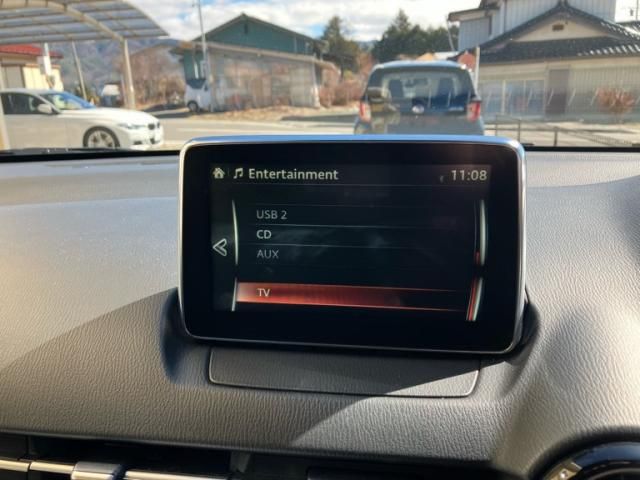 Entertainment 11:08
USB 2
CD
AUX
TV